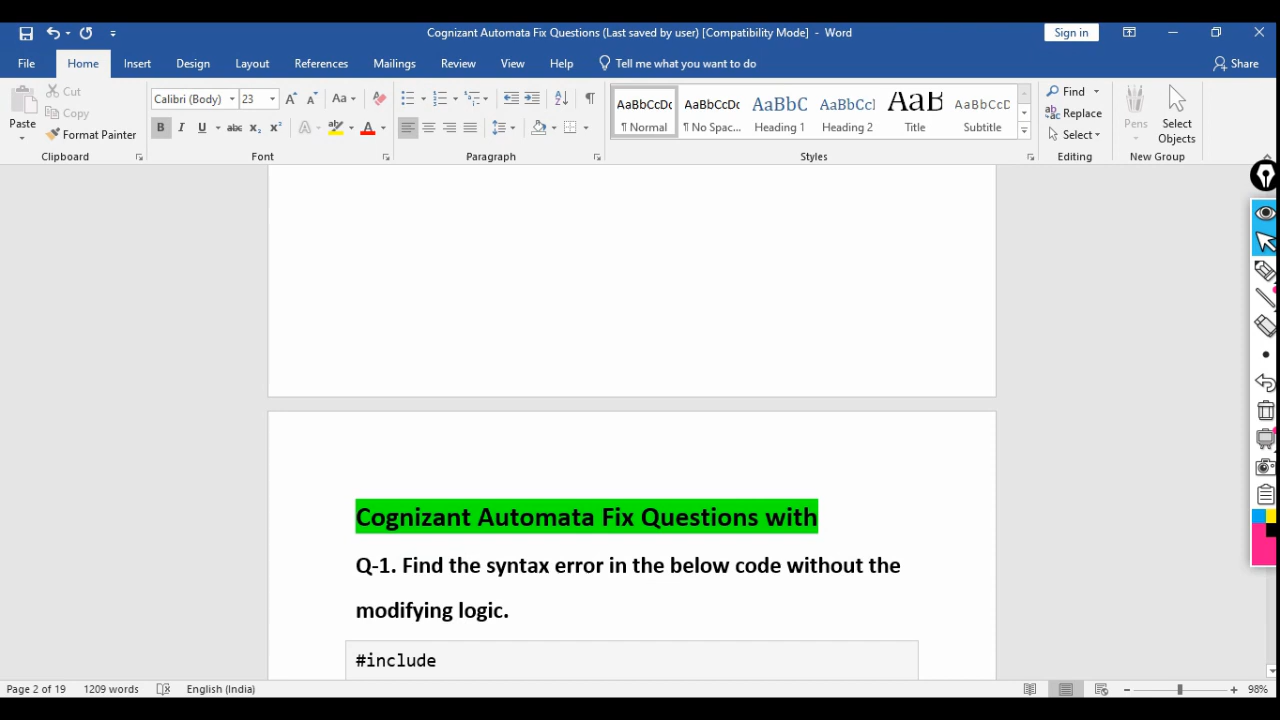 Cognizant Automata Fix Questions (Last saved by user) [Compatibility Mode] - Word
Sign in
File Home Insert Design Layout References Mailings Review View Help Tell me what you want to do Share
Paste
Cut
Copy
Format Painter
Clipboard
Calibri (Body) 23
Font
Paragraph
AaBbCcDc AaBbCcDc AaBbC AaBbCcI AaB AaBbCcD
¶ Normal ¶ No Spac... Heading 1 Heading 2 Title Subtitle
Styles
Find
Replace
Select
Editing
Pens
Select Objects
New Group
Cognizant Automata Fix Questions with
Q-1. Find the syntax error in the below code without the
modifying logic.
#include
Page 2 of 19 1209 words English (India) 98%